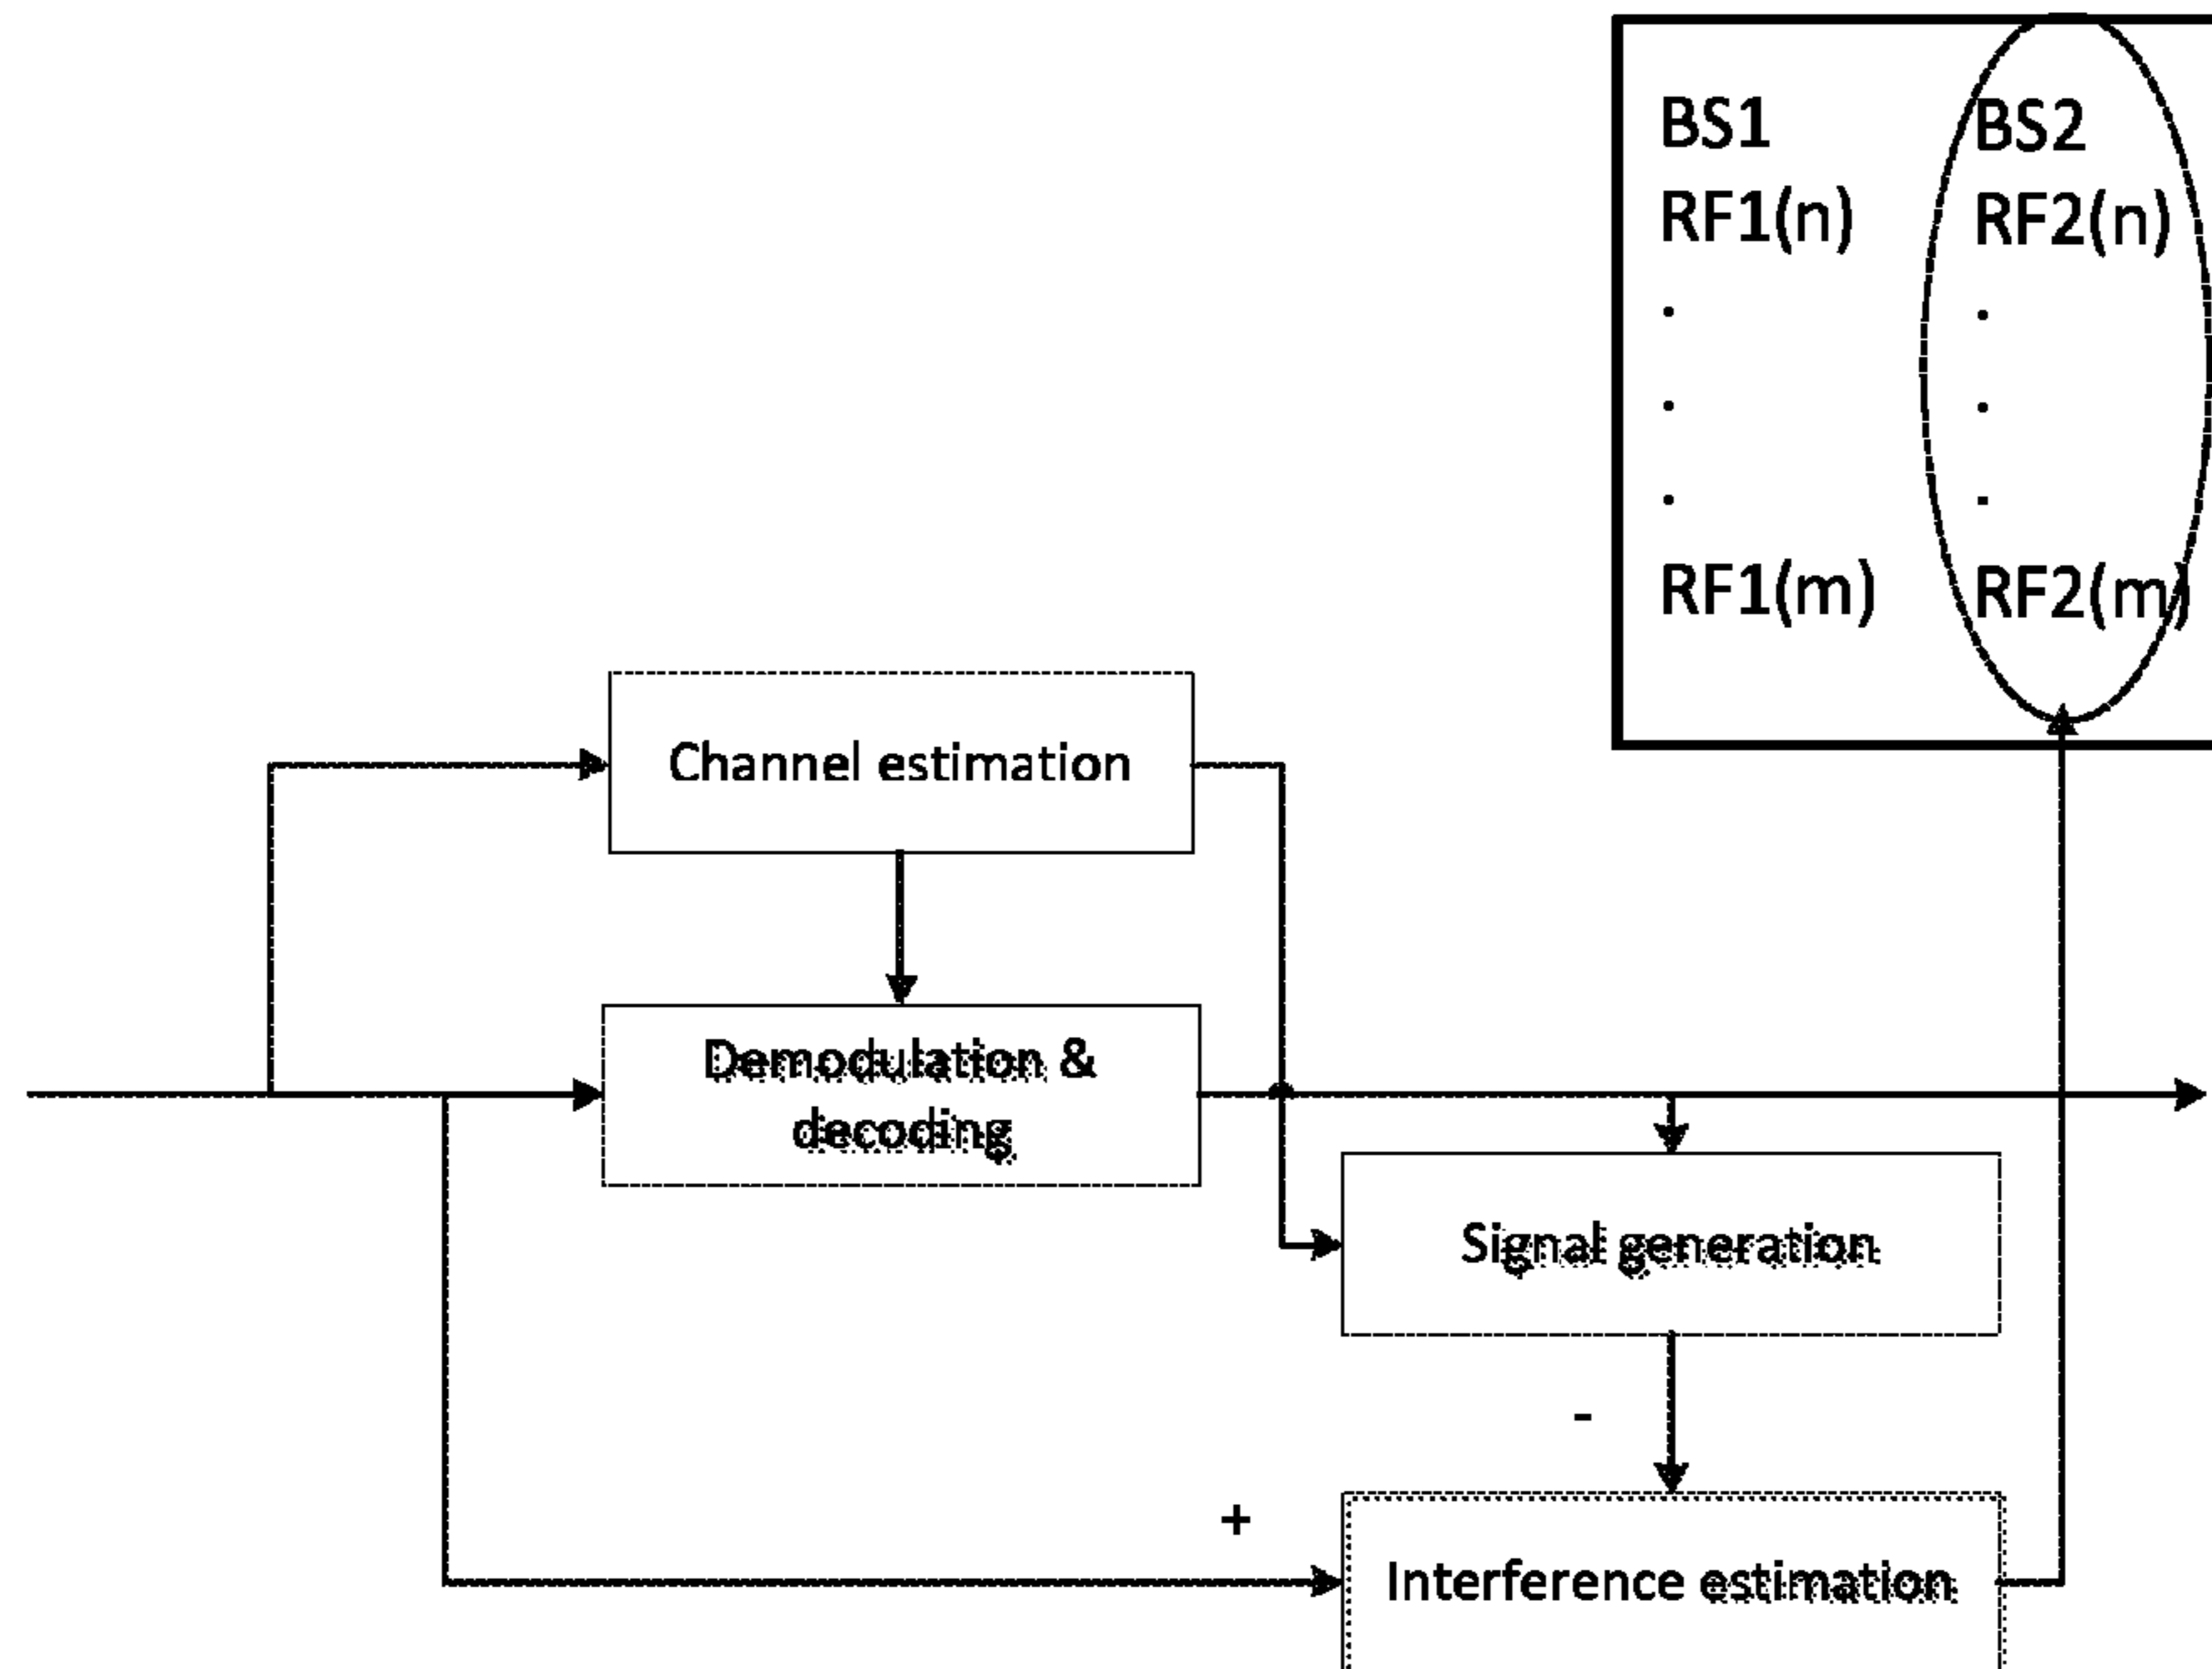 BS1 BS2
RF1(n) RF2(n)
. .
. .
. .
RF1(m) RF2(m)
Channel estimation
Demodulation &
decoding
Signal generation
-
+
Interference estimation